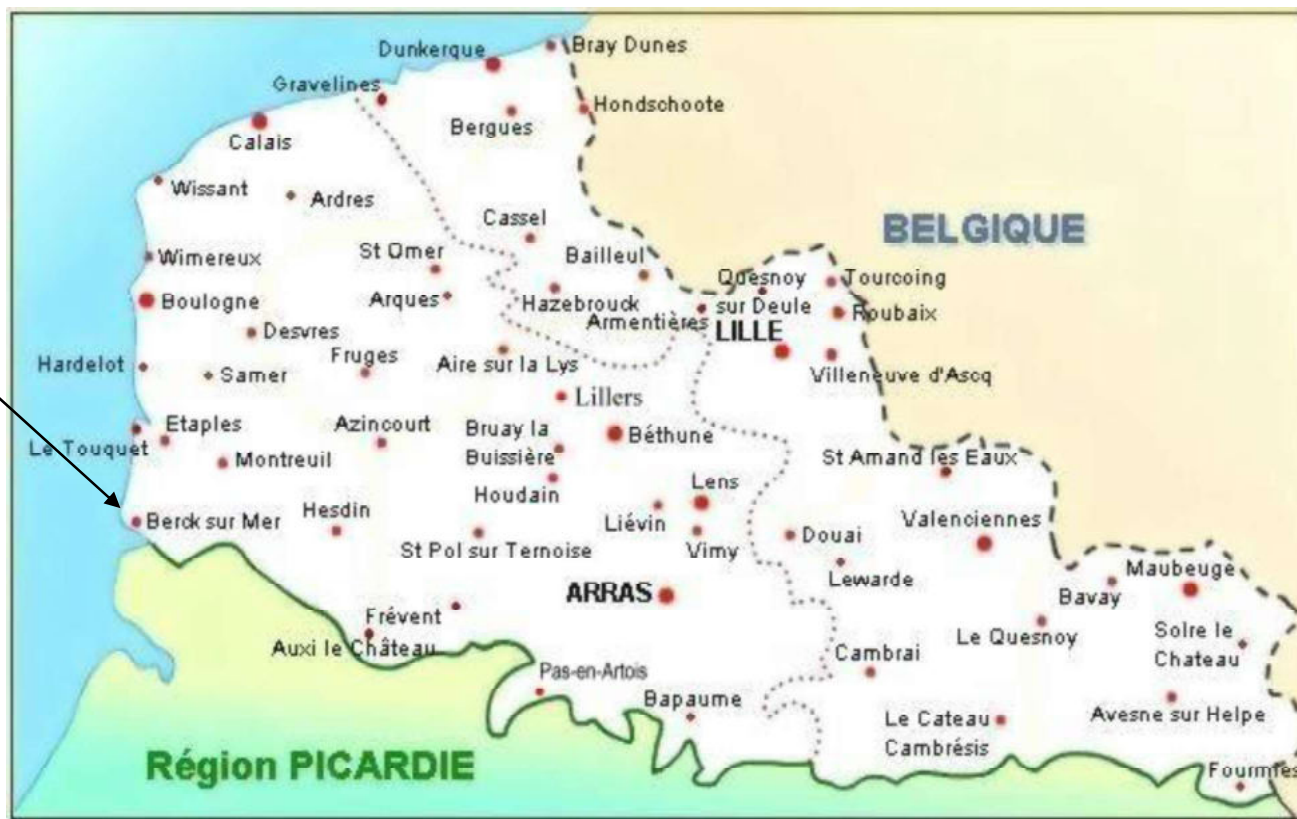 Bray Dunes
Dunkerque
Gravelines
Hondschoote
Bergues
Calais
Wissant
Ardres
Cassel
BELGIQUE
St Omer
Bailleul
Wimereux
Quesnoy
sur Deule
Tourcoing
Boulogne
Arques
Hazebrouck
Armentières
Roubaix
LILLE
Desvres
Fruges
Aire sur la Lys
Hardelot
Samer
Villeneuve d'Ascq
Lillers
Etaples
Azincourt
Bruay la
Buissière
Béthune
Le Touquet
Montreuil
St Amand les Eaux
Houdain
Lens
Berck sur Mer
Hesdin
Liévin
Valenciennes
St Pol sur Ternoise
Vimy
Douai
Lewarde
Maubeuge
ARRAS
Bavay
Frévent
Auxi le Château
Le Quesnoy
Solre le
Chateau
Cambrai
Pas-en-Artois
Bapaume
Le Cateau
Cambrésis
Avesne sur Helpe
Région PICARDIE
Fourmies